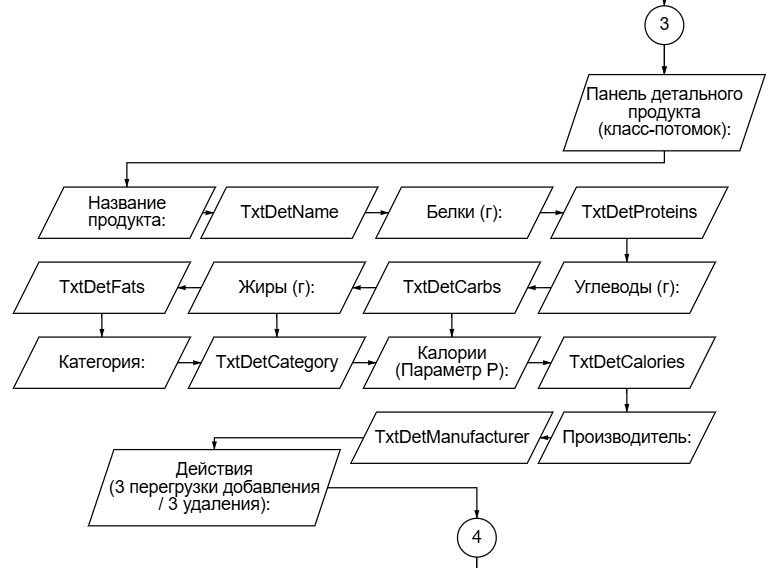 3
Панель детального
продукта
(класс-потомок):
Название
продукта:
TxtDetName
Белки (г):
TxtDetProteins
TxtDetFats
Жиры (г):
TxtDetCarbs
Углеводы (г):
Категория:
TxtDetCategory
Калории
(Параметр P):
TxtDetCalories
TxtDetManufacturer
Производитель:
Действия
(3 перегрузки добавления
/ 3 удаления):
4